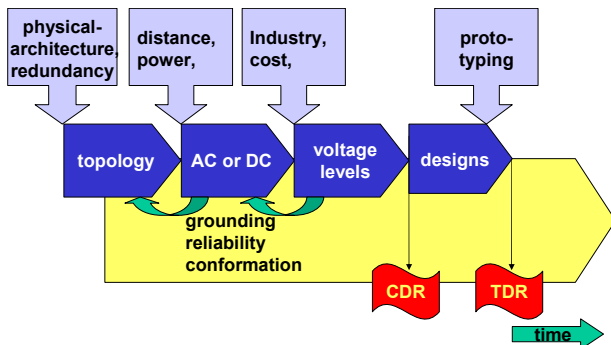 physical-
architecture,
redundancy
distance,
power,
Industry,
cost,
proto-
typing
topology
AC or DC
voltage
levels
designs
grounding
reliability
conformation
CDR
TDR
time